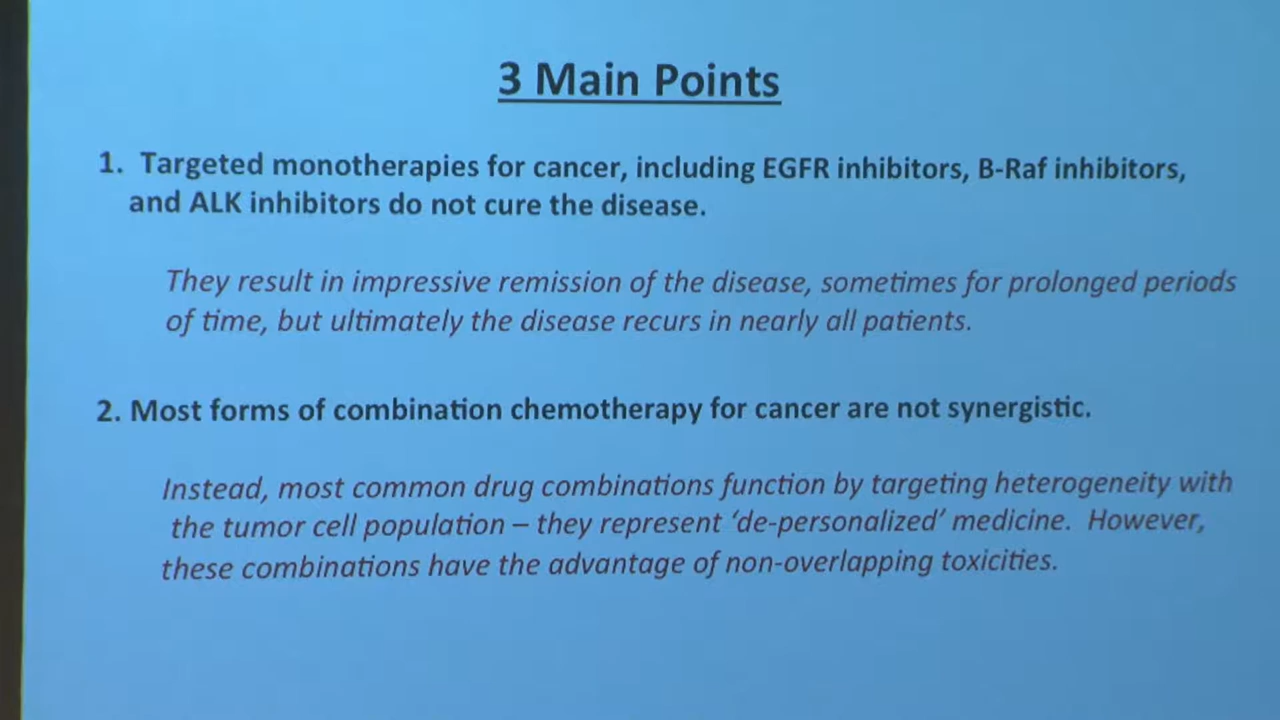 3 Main Points
1. Targeted monotherapies for cancer, including EGFR inhibitors, B-Raf inhibitors,
and ALK inhibitors do not cure the disease.
They result in impressive remission of the disease, sometimes for prolonged periods
of time, but ultimately the disease recurs in nearly all patients.
2. Most forms of combination chemotherapy for cancer are not synergistic.
Instead, most common drug combinations function by targeting heterogeneity with
the tumor cell population – they represent ‘de-personalized’ medicine. However,
these combinations have the advantage of non-overlapping toxicities.